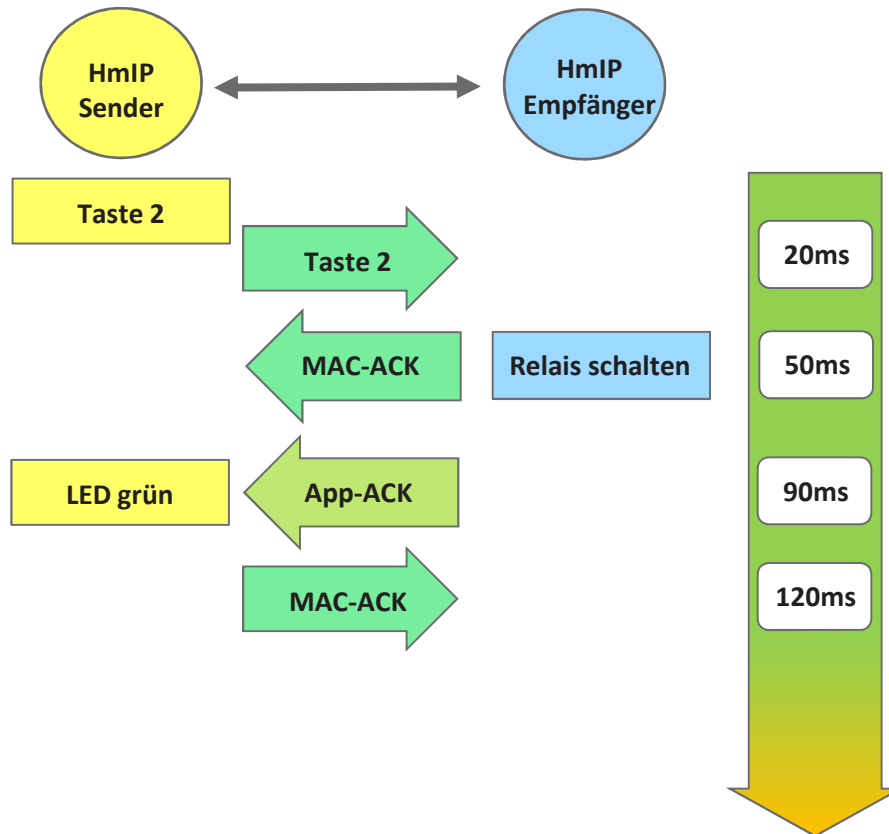 HmIP
Sender
HmIP
Empfänger
Taste 2
Taste 2
20ms
MAC-ACK
Relais schalten
50ms
LED grün
App-ACK
90ms
MAC-ACK
120ms